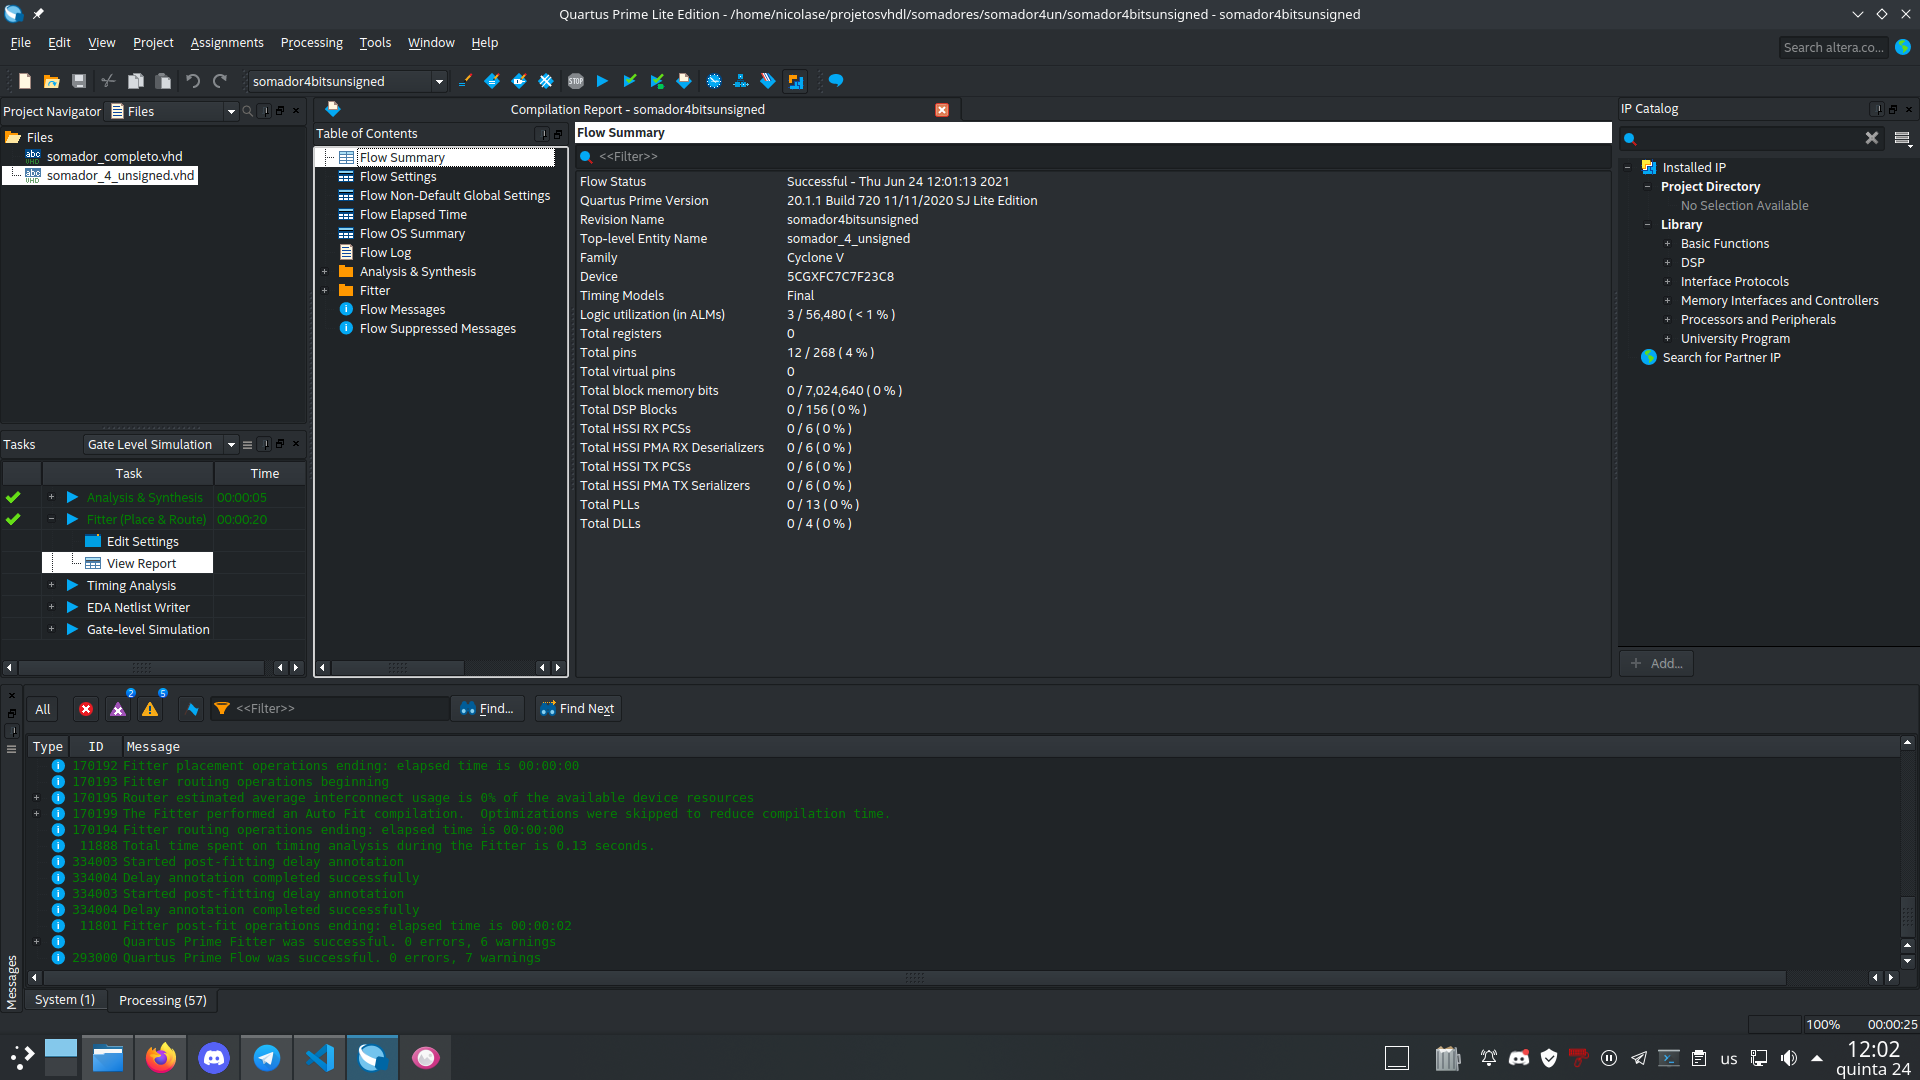 Quartus Prime Lite Edition - /home/nicolase/projetosvhdl/somadores/somador4un/somador4bitsunsigned - somador4bitsunsigned
File Edit View Project Assignments Processing Tools Window Help
Search altera.co...
somador4bitsunsigned
STOP
Project Navigator Files
Files
abc VHD somador_completo.vhd
abc VHD somador_4_unsigned.vhd
Compilation Report - somador4bitsunsigned
Table of Contents
Flow Summary
Flow Settings
Flow Non-Default Global Settings
Flow Elapsed Time
Flow OS Summary
Flow Log
Analysis & Synthesis
Fitter
Flow Messages
Flow Suppressed Messages
Flow Summary
<<Filter>>
Flow Status Successful - Thu Jun 24 12:01:13 2021
Quartus Prime Version 20.1.1 Build 720 11/11/2020 SJ Lite Edition
Revision Name somador4bitsunsigned
Top-level Entity Name somador_4_unsigned
Family Cyclone V
Device 5CGXFC7C7F23C8
Timing Models Final
Logic utilization (in ALMs) 3 / 56,480 ( < 1 % )
Total registers 0
Total pins 12 / 268 ( 4 % )
Total virtual pins 0
Total block memory bits 0 / 7,024,640 ( 0 % )
Total DSP Blocks 0 / 156 ( 0 % )
Total HSSI RX PCSs 0 / 6 ( 0 % )
Total HSSI PMA RX Deserializers 0 / 6 ( 0 % )
Total HSSI TX PCSs 0 / 6 ( 0 % )
Total HSSI PMA TX Serializers 0 / 6 ( 0 % )
Total PLLs 0 / 13 ( 0 % )
Total DLLs 0 / 4 ( 0 % )
IP Catalog
Installed IP
Project Directory
No Selection Available
Library
Basic Functions
DSP
Interface Protocols
Memory Interfaces and Controllers
Processors and Peripherals
University Program
Search for Partner IP
+ Add...
Tasks Gate Level Simulation
Task Time
Analysis & Synthesis 00:00:05
Fitter (Place & Route) 00:00:20
Edit Settings
View Report
Timing Analysis
EDA Netlist Writer
Gate-level Simulation
All 2 5 <<Filter>> Find... Find Next
Type ID Message
170192 Fitter placement operations ending: elapsed time is 00:00:00
170193 Fitter routing operations beginning
170195 Router estimated average interconnect usage is 0% of the available device resources
170199 The Fitter performed an Auto Fit compilation.  Optimizations were skipped to reduce compilation time.
170194 Fitter routing operations ending: elapsed time is 00:00:00
11888 Total time spent on timing analysis during the Fitter is 0.13 seconds.
334003 Started post-fitting delay annotation
334004 Delay annotation completed successfully
334003 Started post-fitting delay annotation
334004 Delay annotation completed successfully
11801 Fitter post-fit operations ending: elapsed time is 00:00:02
Quartus Prime Fitter was successful. 0 errors, 6 warnings
293000 Quartus Prime Flow was successful. 0 errors, 7 warnings
Messages
System (1) Processing (57)
100% 00:00:25
us
12:02
quinta 24